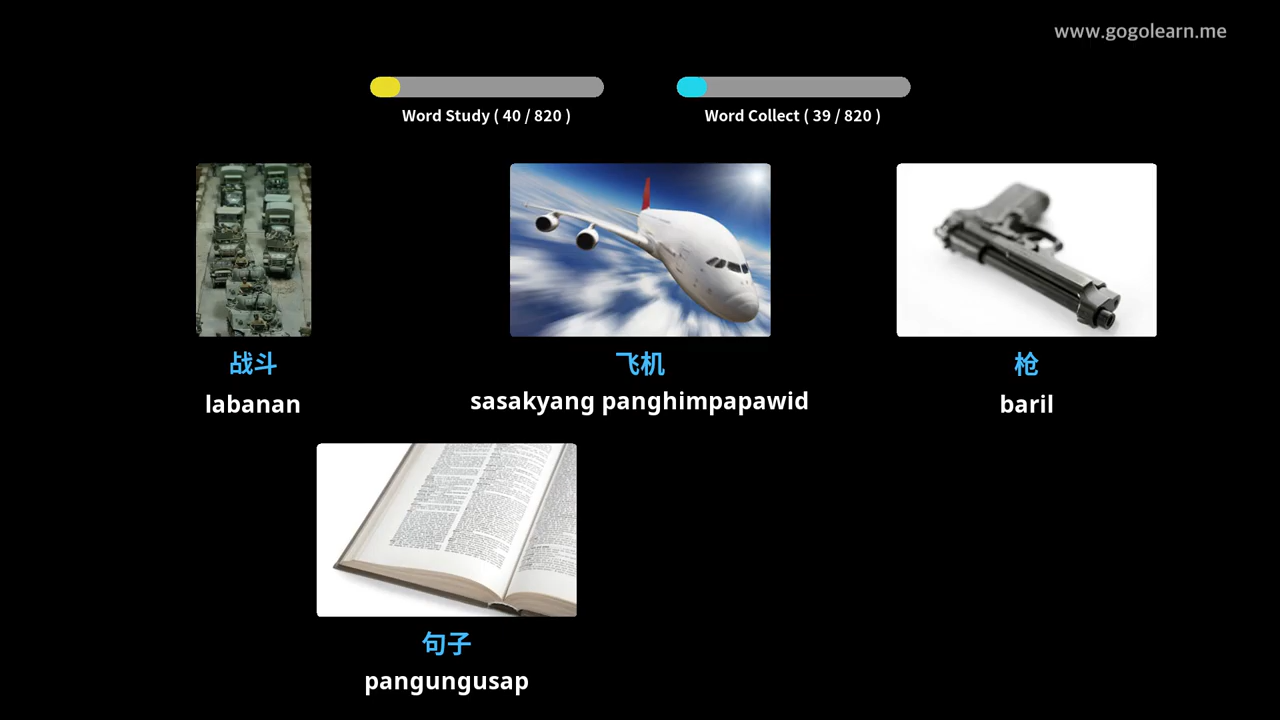 www.gogolearn.me
Word Study ( 40 / 820 )
Word Collect ( 39 / 820 )
战斗
labanan
飞机
sasakyang panghimpapawid
枪
baril
句子
pangungusap